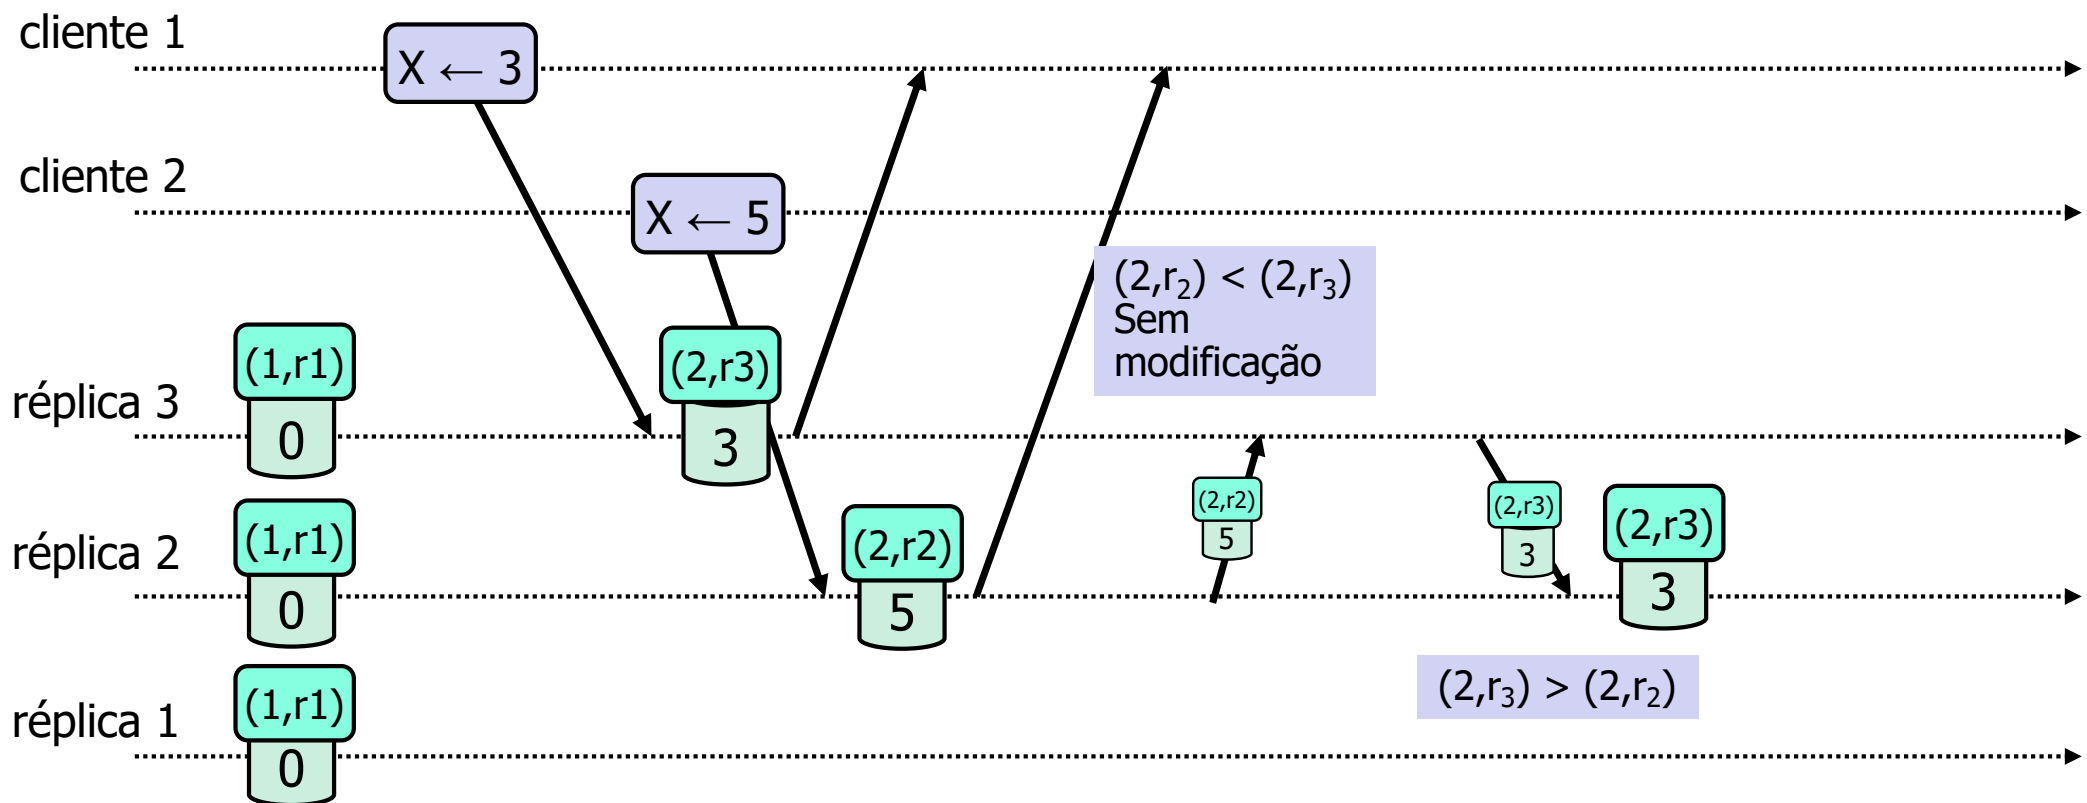 cliente 1
X ← 3
cliente 2
X ← 5
(2,r₂) < (2,r₃)
Sem
modificação
réplica 3
(1,r1)
0
(2,r3)
3
réplica 2
(1,r1)
0
(2,r2)
5
(2,r2)
5
(2,r3)
3
(2,r3)
3
(2,r₃) > (2,r₂)
réplica 1
(1,r1)
0